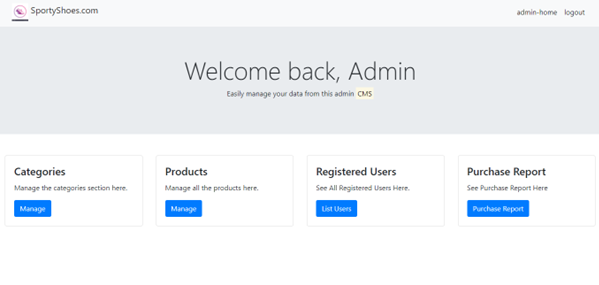 SportyShoes.com
admin-home logout
Welcome back, Admin
Easily manage your data from this admin CMS
Categories
Manage the categories section here.
Manage
Products
Manage all the products here.
Manage
Registered Users
See All Registered Users Here.
List Users
Purchase Report
See Purchase Report Here
Purchase Report